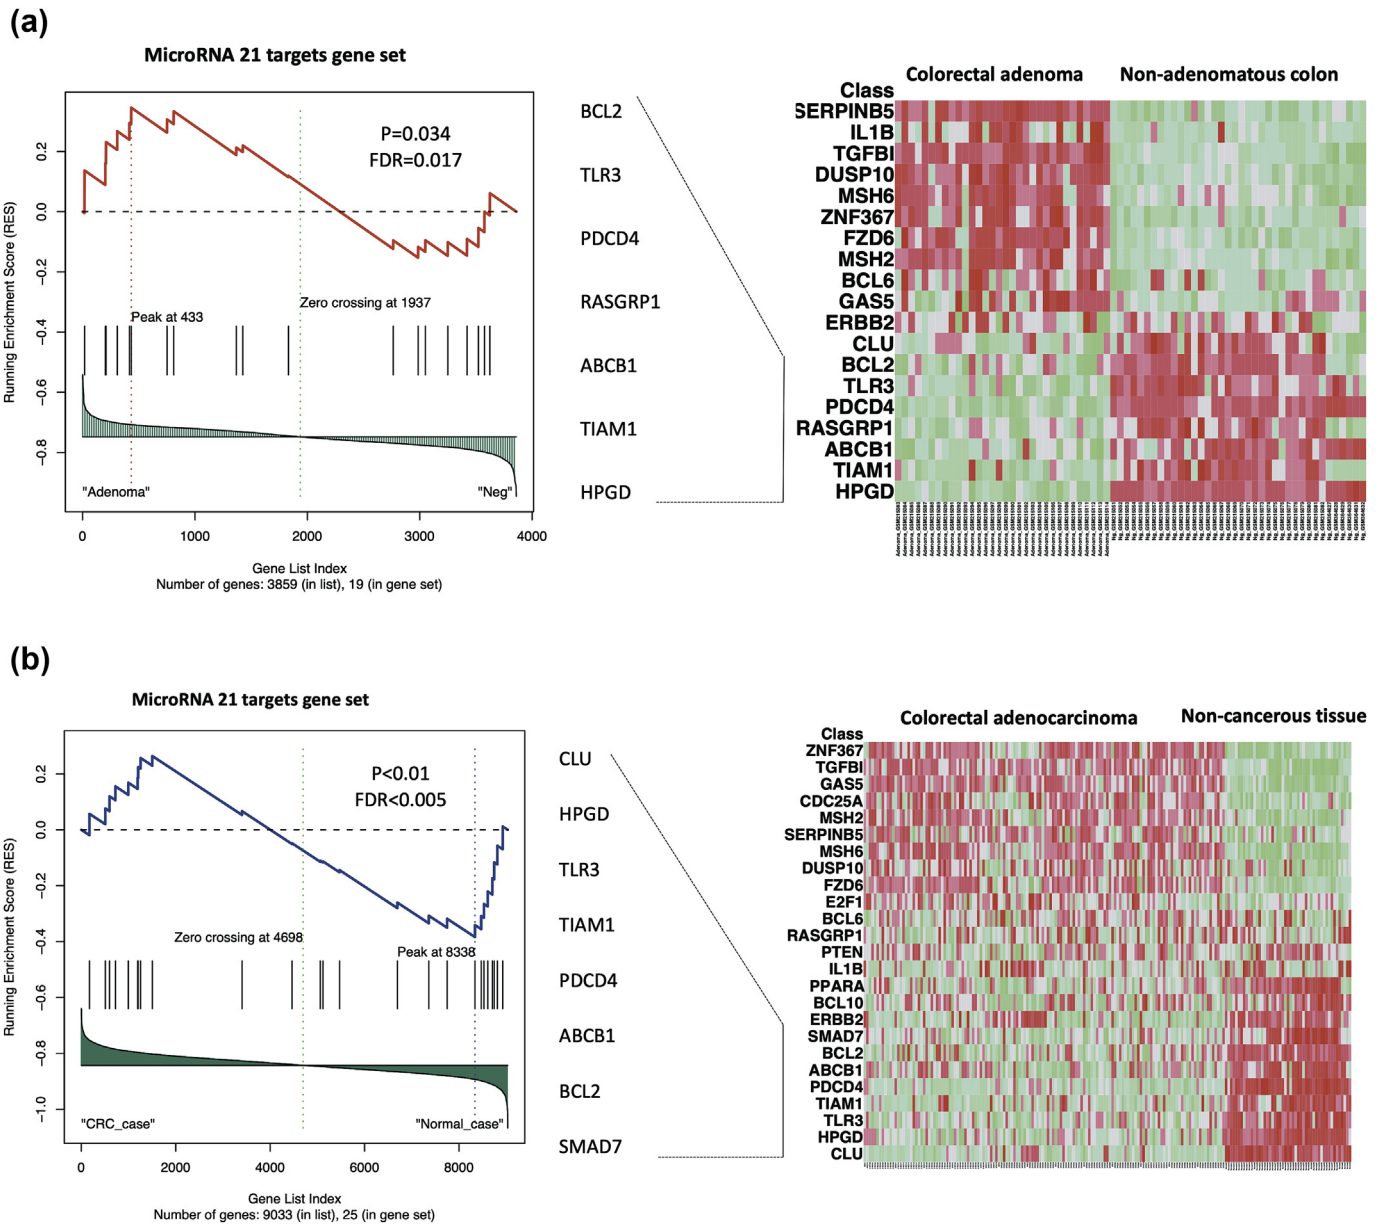 (a)
MicroRNA 21 targets gene set
P=0.034
FDR=0.017
Running Enrichment Score (RES)
0.2
0.0
−0.2
−0.4
−0.6
−0.8
Zero crossing at 1937
Peak at 433
"Adenoma"
"Neg"
0
1000
2000
3000
4000
Gene List Index
Number of genes: 3859 (in list), 19 (in gene set)
BCL2
TLR3
PDCD4
RASGRP1
ABCB1
TIAM1
HPGD
Colorectal adenoma
Non-adenomatous colon
Class
SERPINB5
IL1B
TGFBI
DUSP10
MSH6
ZNF367
FZD6
MSH2
BCL6
GAS5
ERBB2
CLU
BCL2
TLR3
PDCD4
RASGRP1
ABCB1
TIAM1
HPGD
(b)
MicroRNA 21 targets gene set
P<0.01
FDR<0.005
Running Enrichment Score (RES)
0.2
0.0
−0.2
−0.4
−0.6
−0.8
−1.0
Zero crossing at 4698
Peak at 8338
"CRC_case"
"Normal_case"
0
2000
4000
6000
8000
Gene List Index
Number of genes: 9033 (in list), 25 (in gene set)
CLU
HPGD
TLR3
TIAM1
PDCD4
ABCB1
BCL2
SMAD7
Colorectal adenocarcinoma
Non-cancerous tissue
Class
ZNF367
TGFBI
GAS5
CDC25A
MSH2
SERPINB5
MSH6
DUSP10
FZD6
E2F1
BCL6
RASGRP1
PTEN
IL1B
PPARA
BCL10
ERBB2
SMAD7
BCL2
ABCB1
PDCD4
TIAM1
TLR3
HPGD
CLU